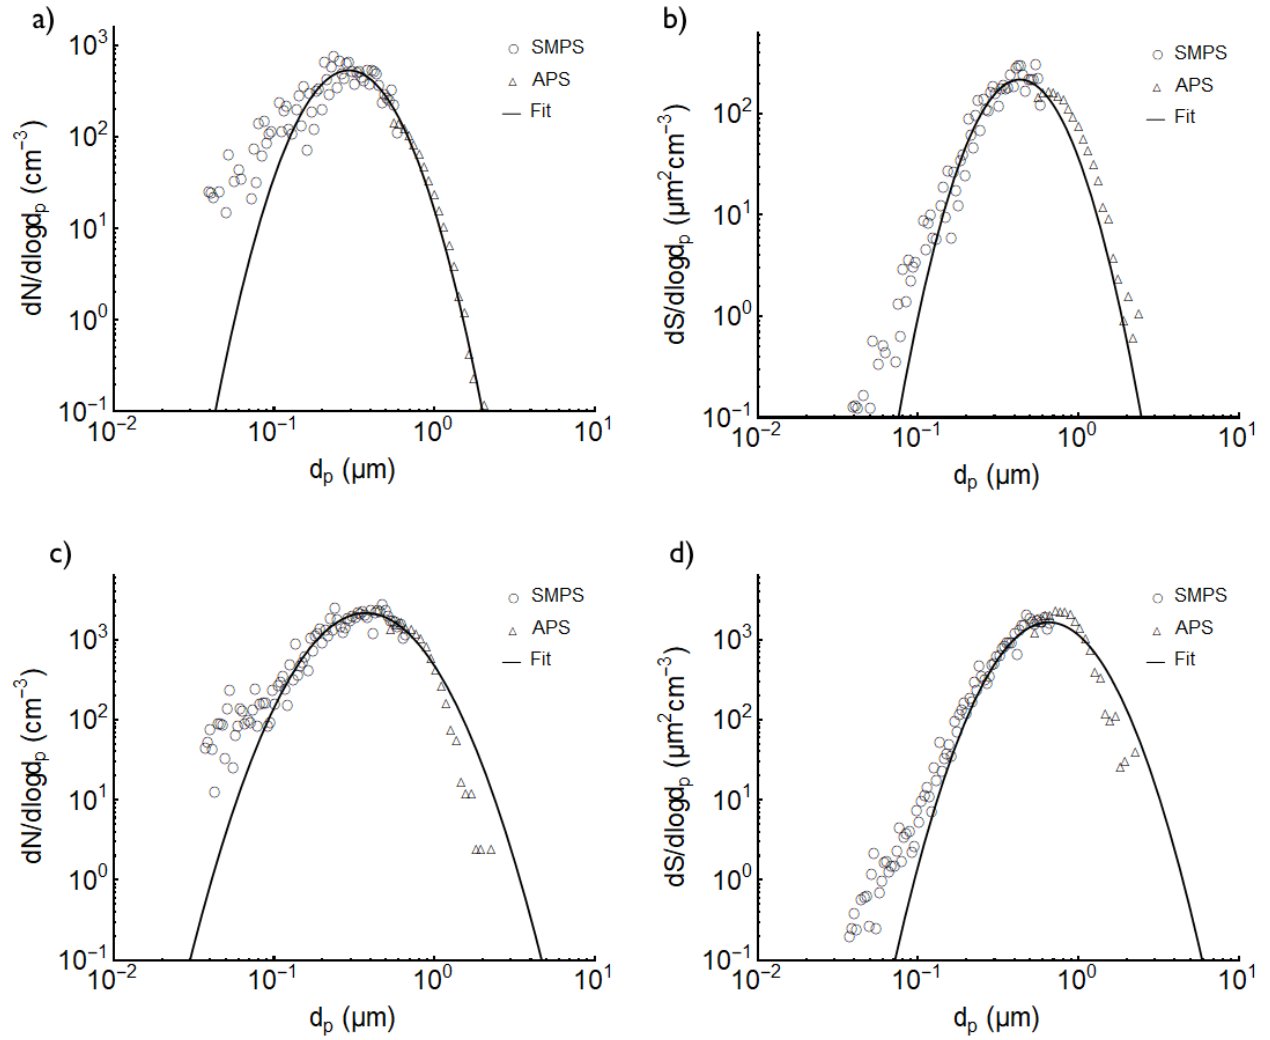 a)
dN/dlogdₚ (cm⁻³)
10³
10²
10¹
10⁰
10⁻¹
10⁻² 10⁻¹ 10⁰ 10¹
dₚ (µm)
SMPS
APS
Fit
b)
dS/dlogdₚ (µm²cm⁻³)
10²
10¹
10⁰
10⁻¹
10⁻² 10⁻¹ 10⁰ 10¹
dₚ (µm)
SMPS
APS
Fit
c)
dN/dlogdₚ (cm⁻³)
10³
10²
10¹
10⁰
10⁻¹
10⁻² 10⁻¹ 10⁰ 10¹
dₚ (µm)
SMPS
APS
Fit
d)
dS/dlogdₚ (µm²cm⁻³)
10³
10²
10¹
10⁰
10⁻¹
10⁻² 10⁻¹ 10⁰ 10¹
dₚ (µm)
SMPS
APS
Fit